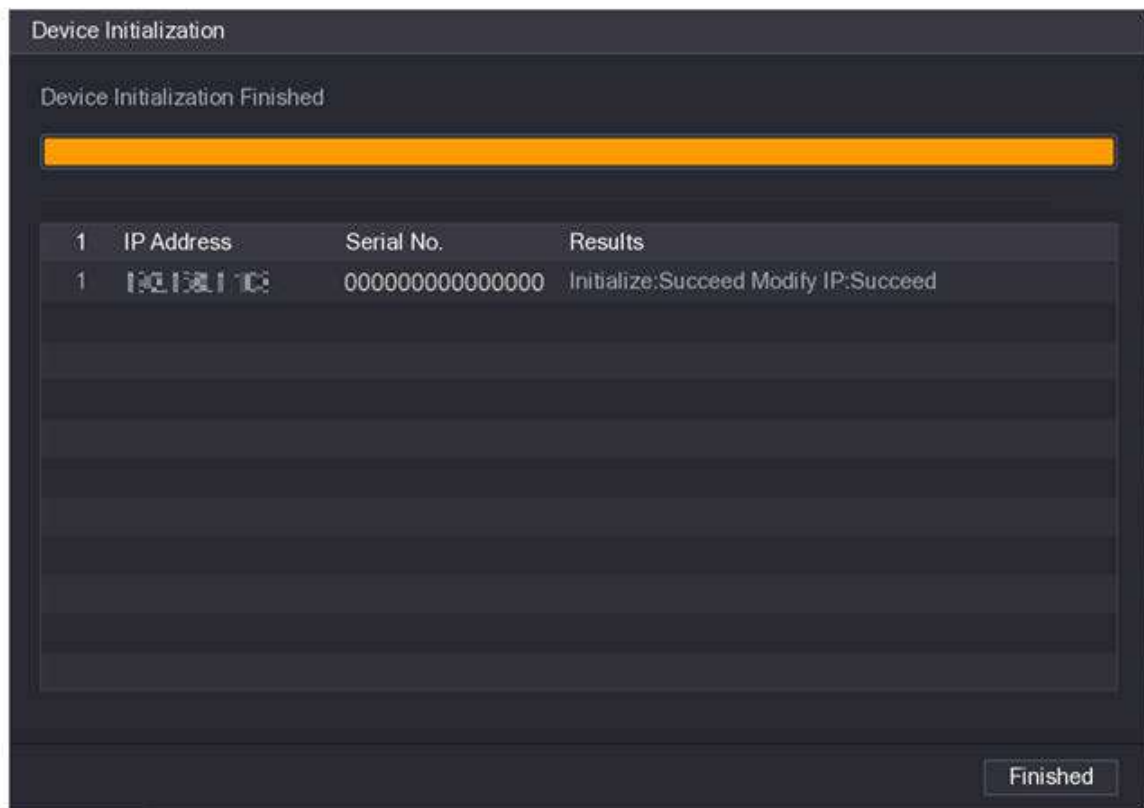 Device Initialization
Device Initialization Finished
1 IP Address Serial No. Results
1 000000000000000 Initialize:Succeed Modify IP:Succeed
Finished